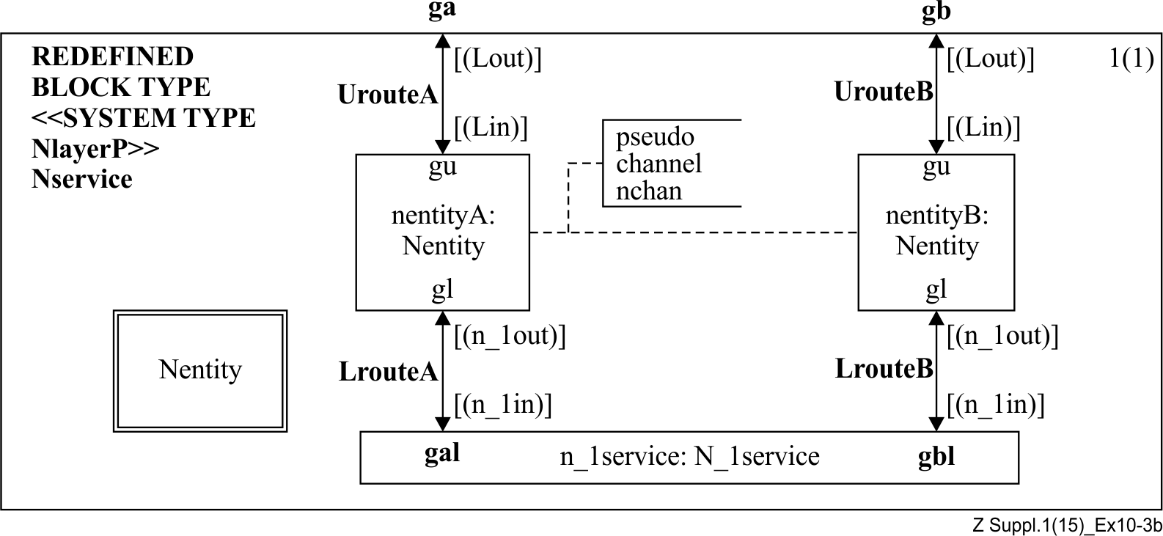 ga
gb
REDEFINED
BLOCK TYPE
<<SYSTEM TYPE
NlayerP>>
Nservice
[(Lout)]
[(Lout)]
1(1)
UrouteA
UrouteB
[(Lin)]
[(Lin)]
pseudo
channel
nchan
gu
gu
nentityA:
Nentity
nentityB:
Nentity
gl
gl
[(n_1out)]
[(n_1out)]
Nentity
LrouteA
LrouteB
[(n_1in)]
[(n_1in)]
gal
n_1service: N_1service
gbl
Z Suppl.1(15)_Ex10-3b